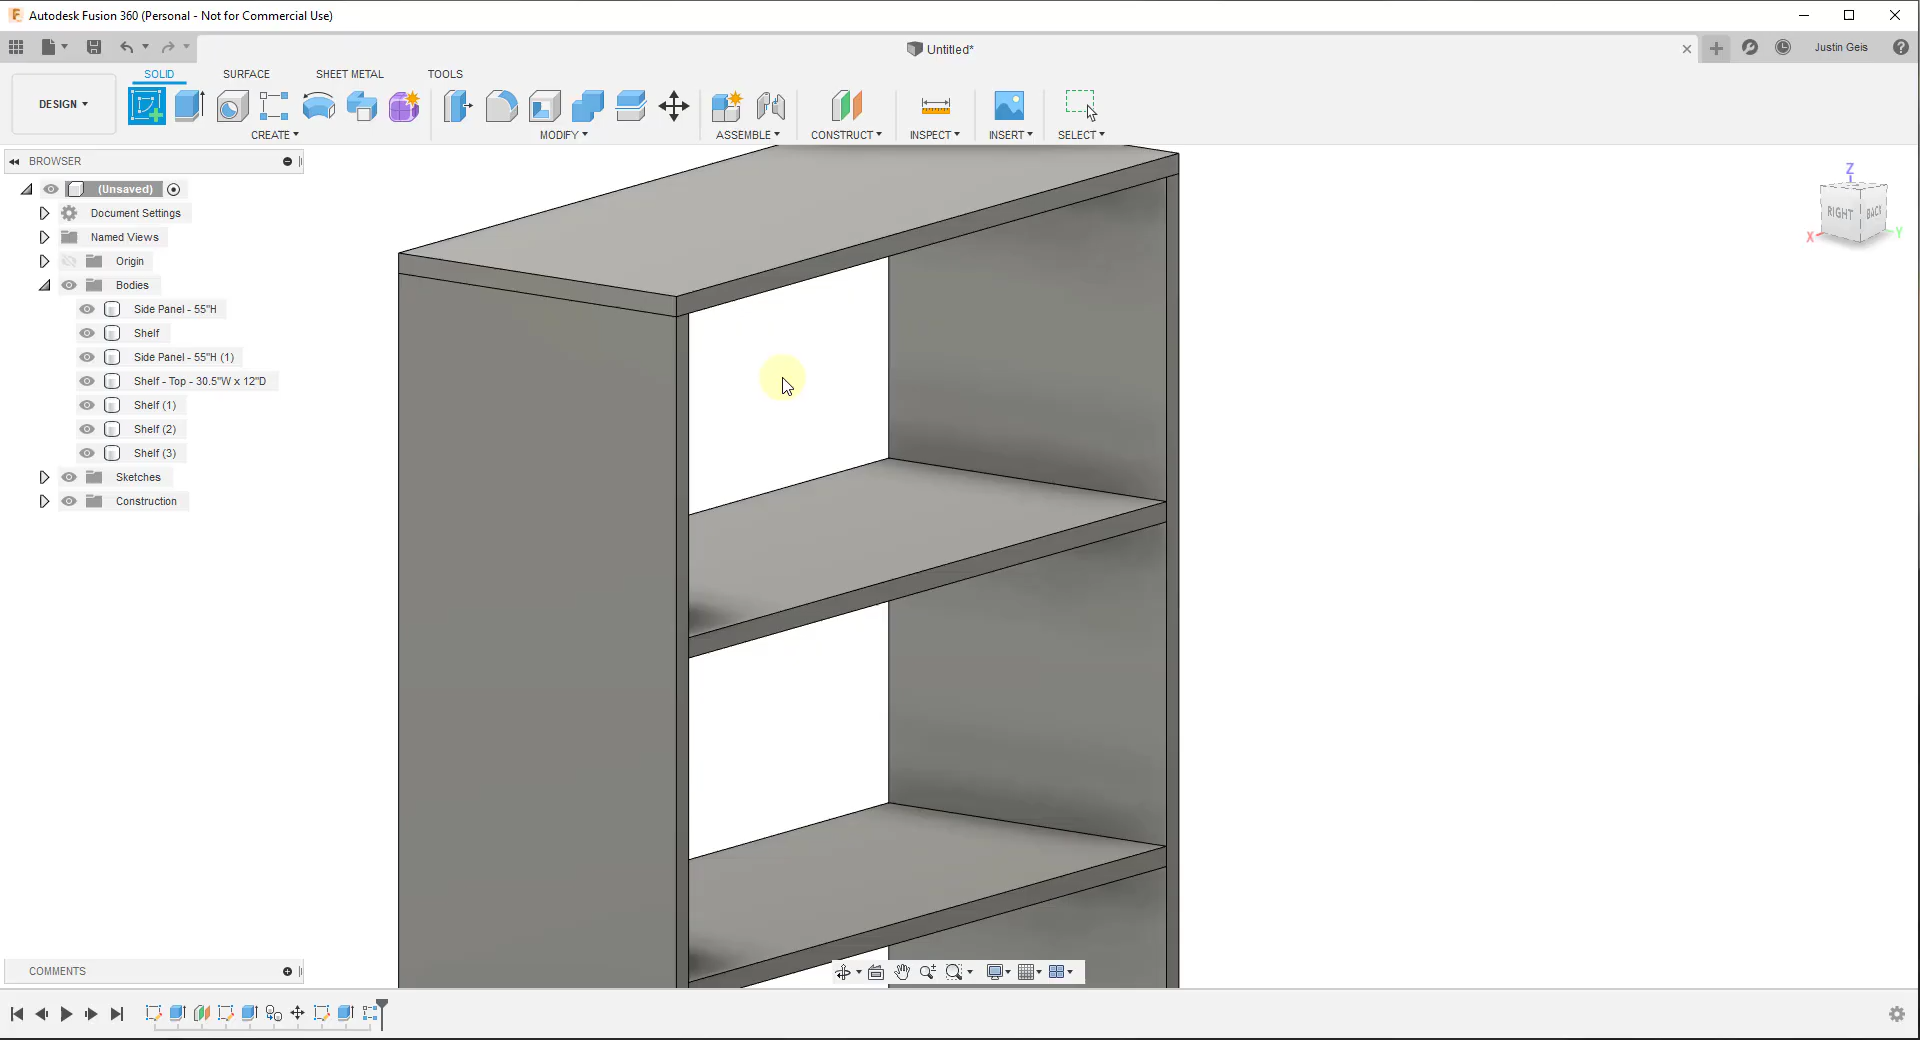 Autodesk Fusion 360 (Personal - Not for Commercial Use)
Untitled*
Justin Geis
DESIGN
SOLID SURFACE SHEET METAL TOOLS
CREATE MODIFY ASSEMBLE CONSTRUCT INSPECT INSERT SELECT
BROWSER
(Unsaved)
Document Settings
Named Views
Origin
Bodies
Side Panel - 55"H
Shelf
Side Panel - 55"H (1)
Shelf - Top - 30.5"W x 12"D
Shelf (1)
Shelf (2)
Shelf (3)
Sketches
Construction
Z
RIGHT BACK
X Y
COMMENTS